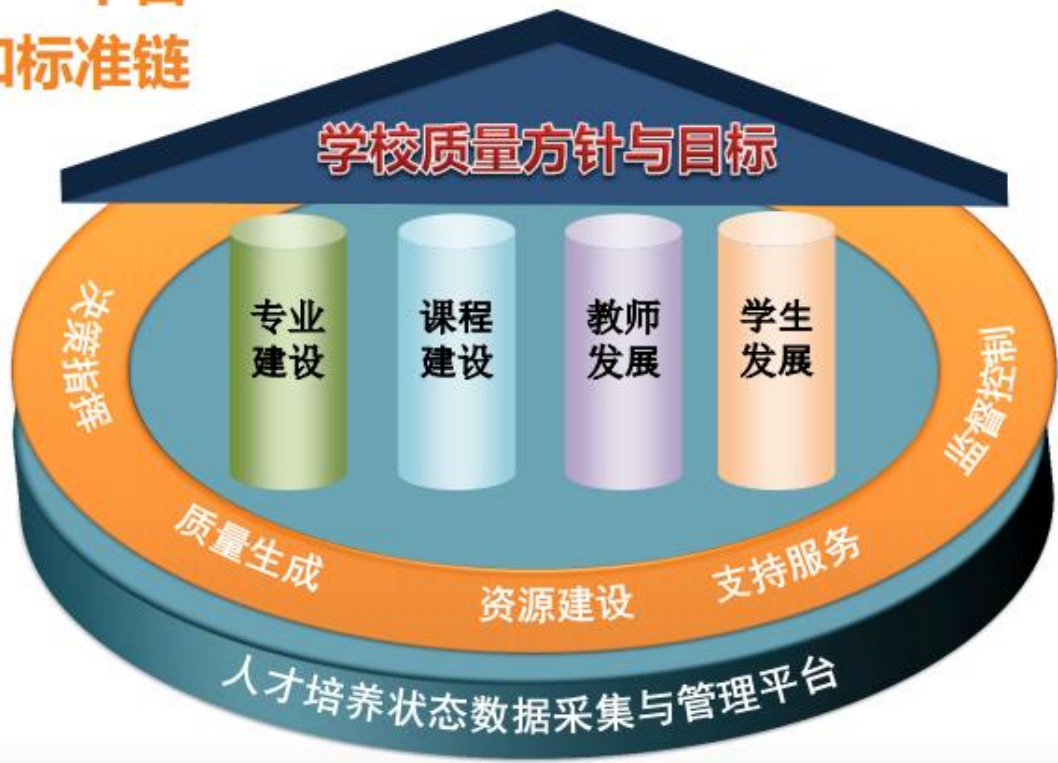 和标准链
学校质量方针与目标
专业
建设
课程
建设
教师
发展
学生
发展
决策指挥
质量生成
资源建设
支持服务
监督控制
人才培养状态数据采集与管理平台